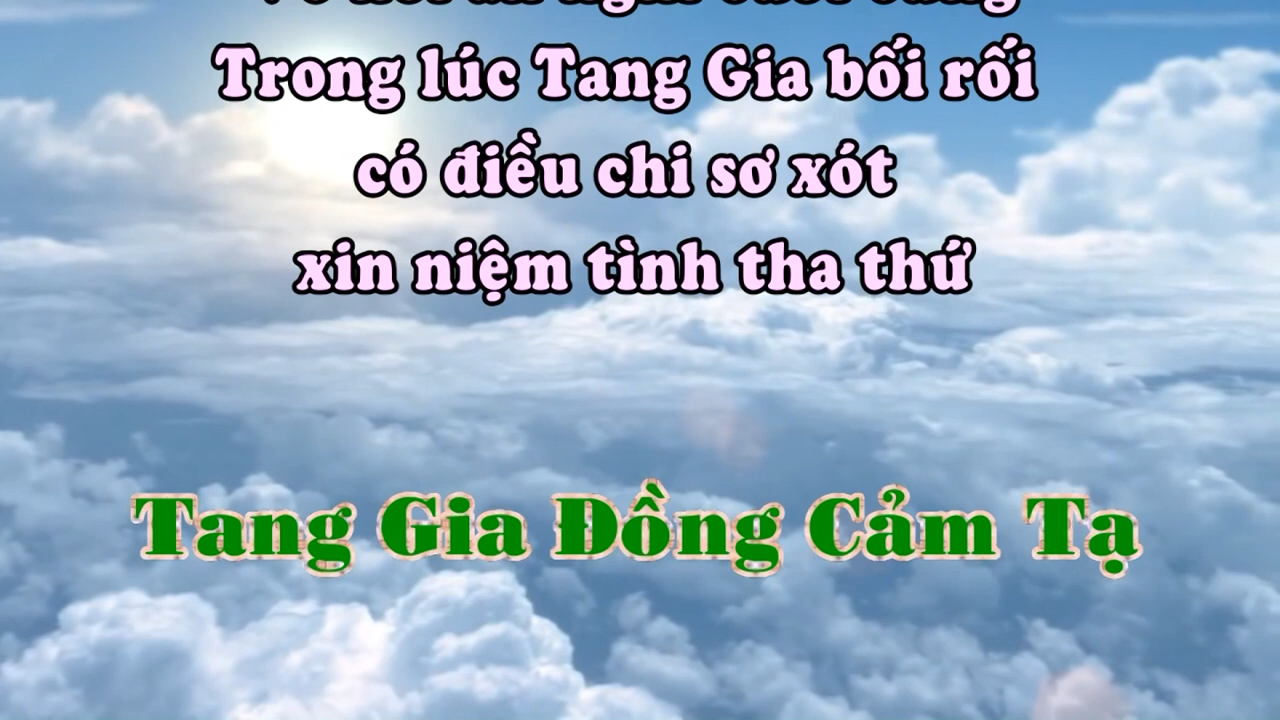 Trong lúc Tang Gia bối rối
có điều chi sơ xót
xin niệm tình tha thứ
Tang Gia Đồng Cảm Tạ